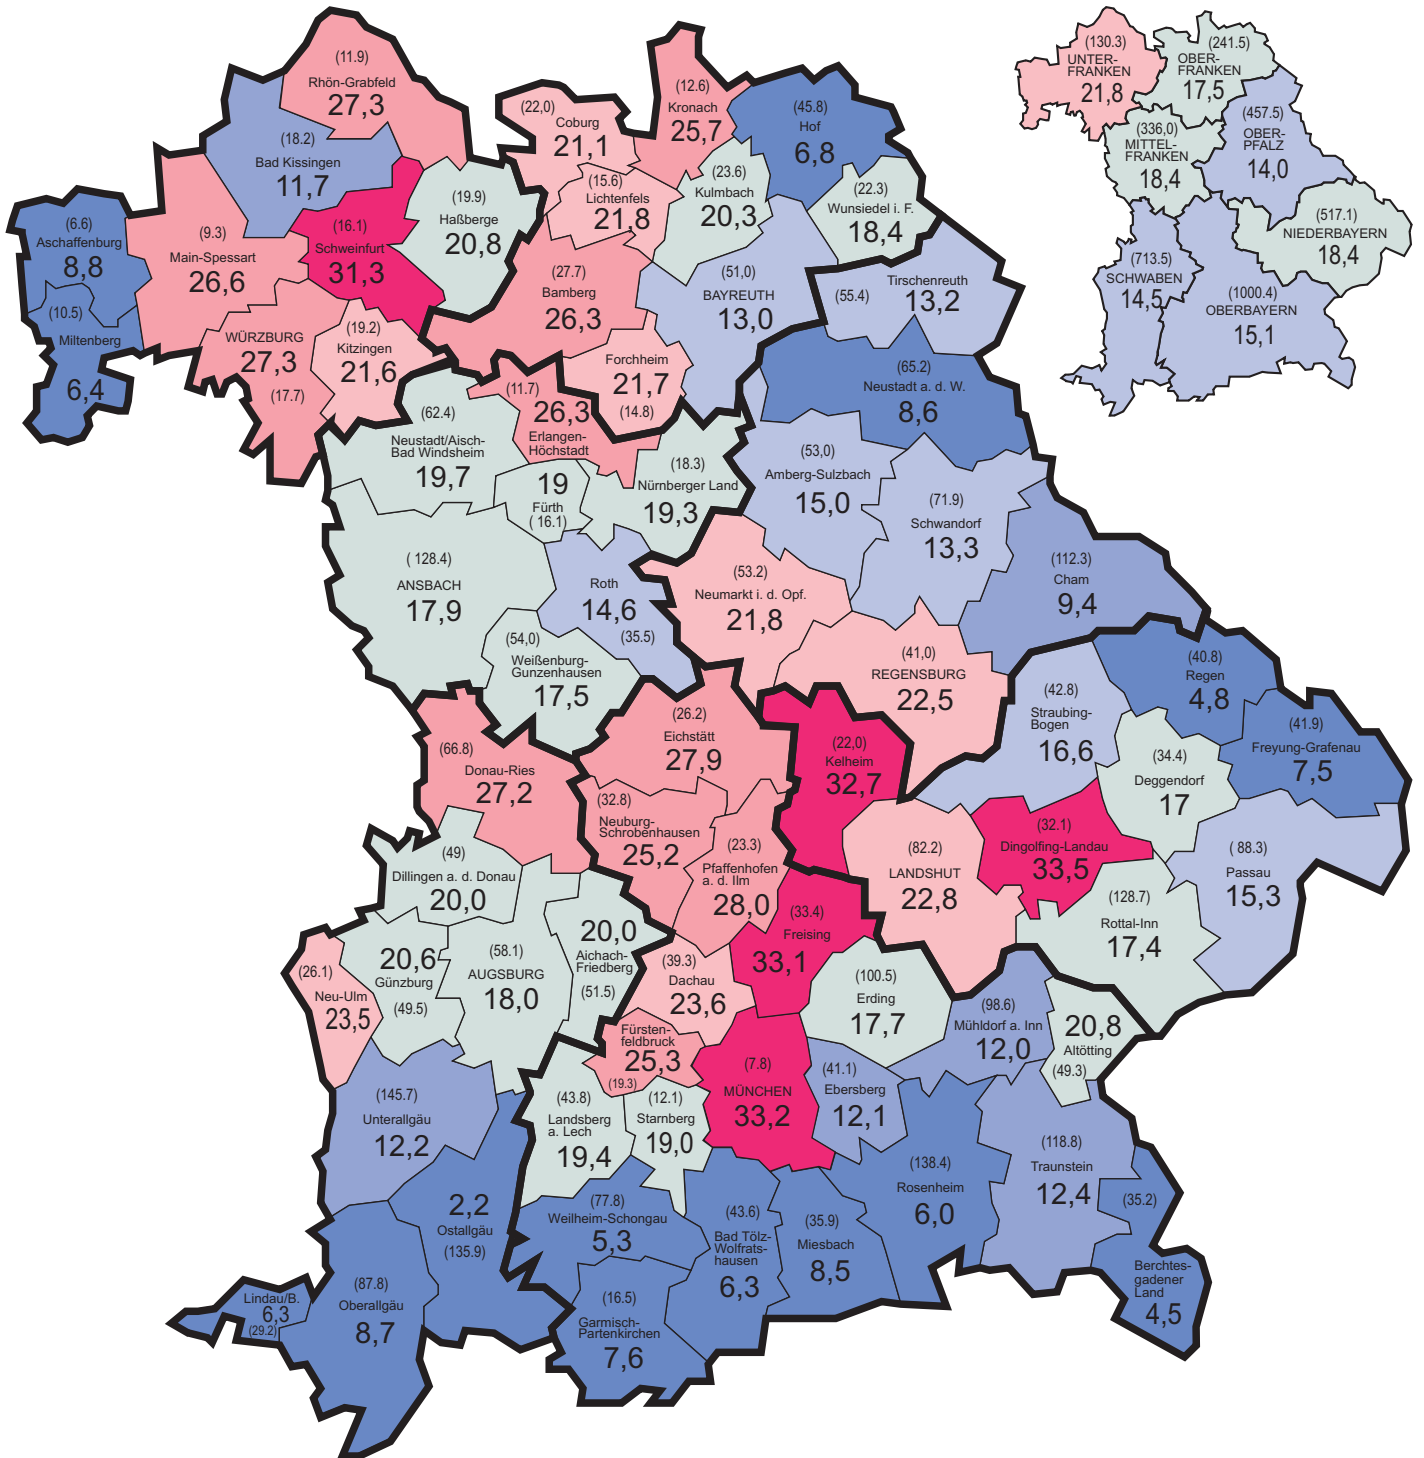 (11.9)
Rhön-Grabfeld
27,3
(18.2)
Bad Kissingen
11,7
(6.6)
Aschaffenburg
8,8
(10.5)
Miltenberg
6,4
(9.3)
Main-Spessart
26,6
(16.1)
Schweinfurt
31,3
(19.9)
Haßberge
20,8
WÜRZBURG
27,3
(17.7)
(19.2)
Kitzingen
21,6
(22,0)
Coburg
21,1
(12.6)
Kronach
25,7
(45.8)
Hof
6,8
(15.6)
Lichtenfels
21,8
(23.6)
Kulmbach
20,3
(22.3)
Wunsiedel i. F.
18,4
(27.7)
Bamberg
26,3
(51,0)
BAYREUTH
13,0
Forchheim
21,7
(14.8)
(55.4)
Tirschenreuth
13,2
(65.2)
Neustadt a. d. W.
8,6
(62.4)
Neustadt/Aisch-
Bad Windsheim
19,7
(11.7)
26,3
Erlangen-
Höchstadt
19
Fürth
( 16.1)
(18.3)
Nürnberger Land
19,3
(53,0)
Amberg-Sulzbach
15,0
(71.9)
Schwandorf
13,3
(112.3)
Cham
9,4
( 128.4)
ANSBACH
17,9
Roth
14,6
(35.5)
(54,0)
Weißenburg-
Gunzenhausen
17,5
(53.2)
Neumarkt i. d. Opf.
21,8
(41,0)
REGENSBURG
22,5
(40.8)
Regen
4,8
(42.8)
Straubing-
Bogen
16,6
(41.9)
Freyung-Grafenau
7,5
(34.4)
Deggendorf
17
(26.2)
Eichstätt
27,9
(22,0)
Kelheim
32,7
(66.8)
Donau-Ries
27,2
(32.8)
Neuburg-
Schrobenhausen
25,2
(23.3)
Pfaffenhofen
a. d. Ilm
28,0
(82.2)
LANDSHUT
22,8
(32.1)
Dingolfing-Landau
33,5
( 88.3)
Passau
15,3
(128.7)
Rottal-Inn
17,4
(49)
Dillingen a. d. Donau
20,0
20,6
Günzburg
(49.5)
(58.1)
AUGSBURG
18,0
20,0
Aichach-
Friedberg
(51.5)
(26.1)
Neu-Ulm
23,5
(39.3)
Dachau
23,6
(33.4)
Freising
33,1
(100.5)
Erding
17,7
(98.6)
Mühldorf a. Inn
12,0
20,8
Altötting
(49.3)
Fürsten-
feldbruck
25,3
(19.3)
(7.8)
MÜNCHEN
33,2
(41.1)
Ebersberg
12,1
(145.7)
Unterallgäu
12,2
(43.8)
Landsberg
a. Lech
19,4
(12.1)
Starnberg
19,0
(118.8)
Traunstein
12,4
(138.4)
Rosenheim
6,0
(35.2)
Berchtes-
gadener
Land
4,5
2,2
Ostallgäu
(135.9)
(77.8)
Weilheim-Schongau
5,3
(43.6)
Bad Tölz-
Wolfrats-
hausen
6,3
(35.9)
Miesbach
8,5
(87.8)
Oberallgäu
8,7
Lindau/B.
6,3
(29.2)
(16.5)
Garmisch-
Partenkirchen
7,6
(130.3)
UNTER-
FRANKEN
21,8
(241.5)
OBER-
FRANKEN
17,5
(336,0)
MITTEL-
FRANKEN
18,4
(457.5)
OBER-
PFALZ
14,0
(517.1)
NIEDERBAYERN
18,4
(713.5)
SCHWABEN
14,5
(1000.4)
OBERBAYERN
15,1